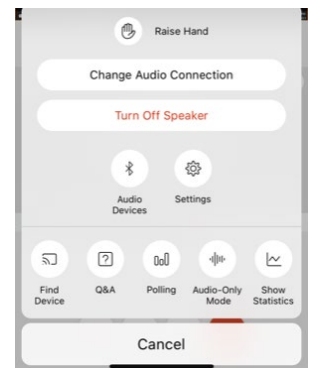 Raise Hand
Change Audio Connection
Turn Off Speaker
Audio
Devices
Settings
Find
Device
Q&A
Polling
Audio-Only
Mode
Show
Statistics
Cancel